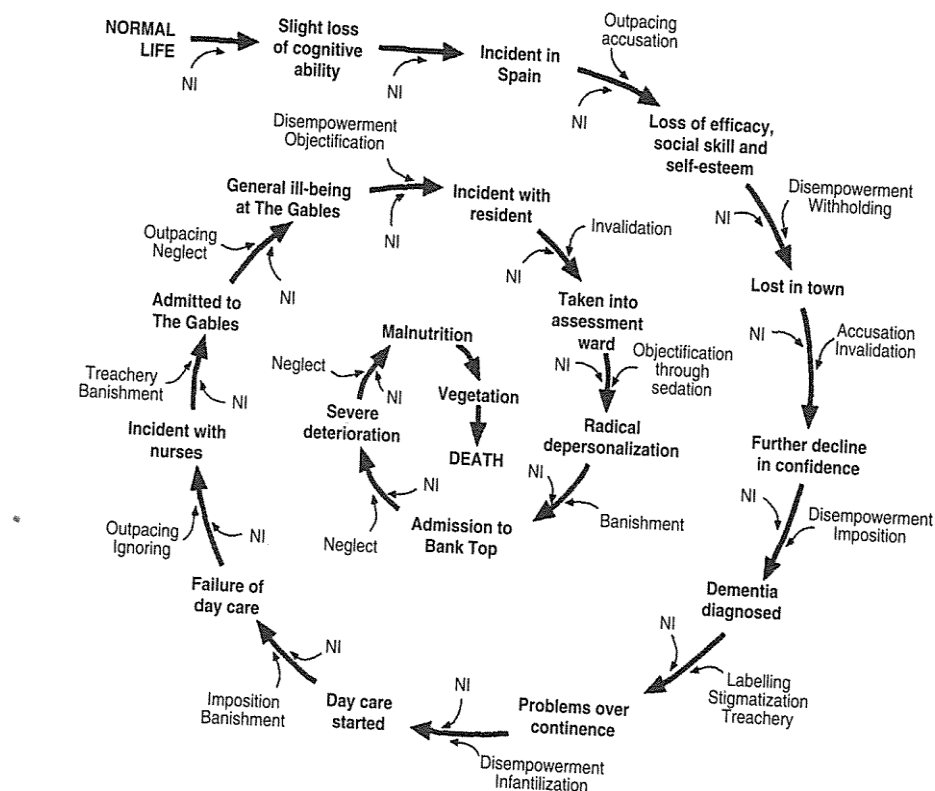 NORMAL
LIFE
NI
Slight loss
of cognitive
ability
NI
Incident in
Spain
Outpacing
accusation
NI
Loss of efficacy,
social skill and
self-esteem
Disempowerment
Withholding
NI
Lost in town
NI
Accusation
Invalidation
Further decline
in confidence
NI
Disempowerment
Imposition
Dementia
diagnosed
NI
Labelling
Stigmatization
Treachery
Problems over
continence
NI
Disempowerment
Infantilization
Day care
started
NI
Imposition
Banishment
Failure of
day care
Outpacing
Ignoring
NI
Incident with
nurses
Treachery
Banishment
NI
Admitted to
The Gables
Outpacing
Neglect
NI
General ill-being
at The Gables
Disempowerment
Objectification
NI
Incident with
resident
Invalidation
NI
Taken into
assessment
ward
NI
Objectification
through
sedation
Radical
depersonalization
NI
Banishment
Admission to
Bank Top
NI
Neglect
Severe
deterioration
Neglect
NI
Malnutrition
Vegetation
DEATH